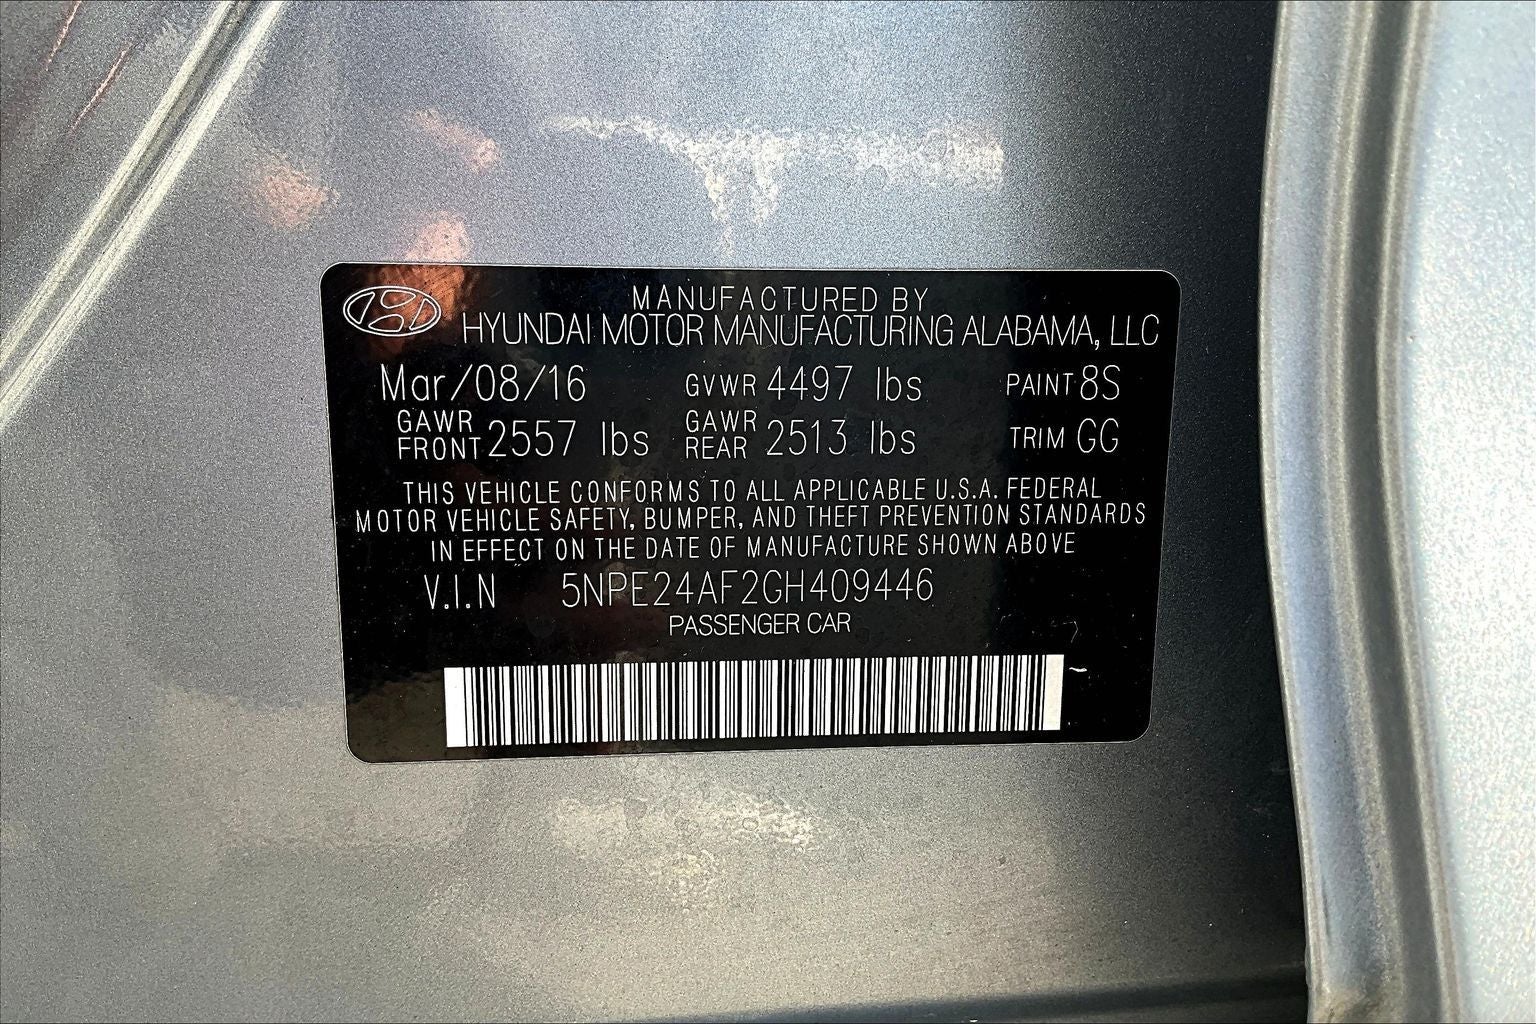 MANUFACTURED BY
HYUNDAI MOTOR MANUFACTURING ALABAMA, LLC
Mar/08/16 GVWR 4497 lbs PAINT 8S
GAWR FRONT 2557 lbs GAWR REAR 2513 lbs TRIM GG
THIS VEHICLE CONFORMS TO ALL APPLICABLE U.S.A. FEDERAL
MOTOR VEHICLE SAFETY, BUMPER, AND THEFT PREVENTION STANDARDS
IN EFFECT ON THE DATE OF MANUFACTURE SHOWN ABOVE
V.I.N 5NPE24AF2GH409446
PASSENGER CAR